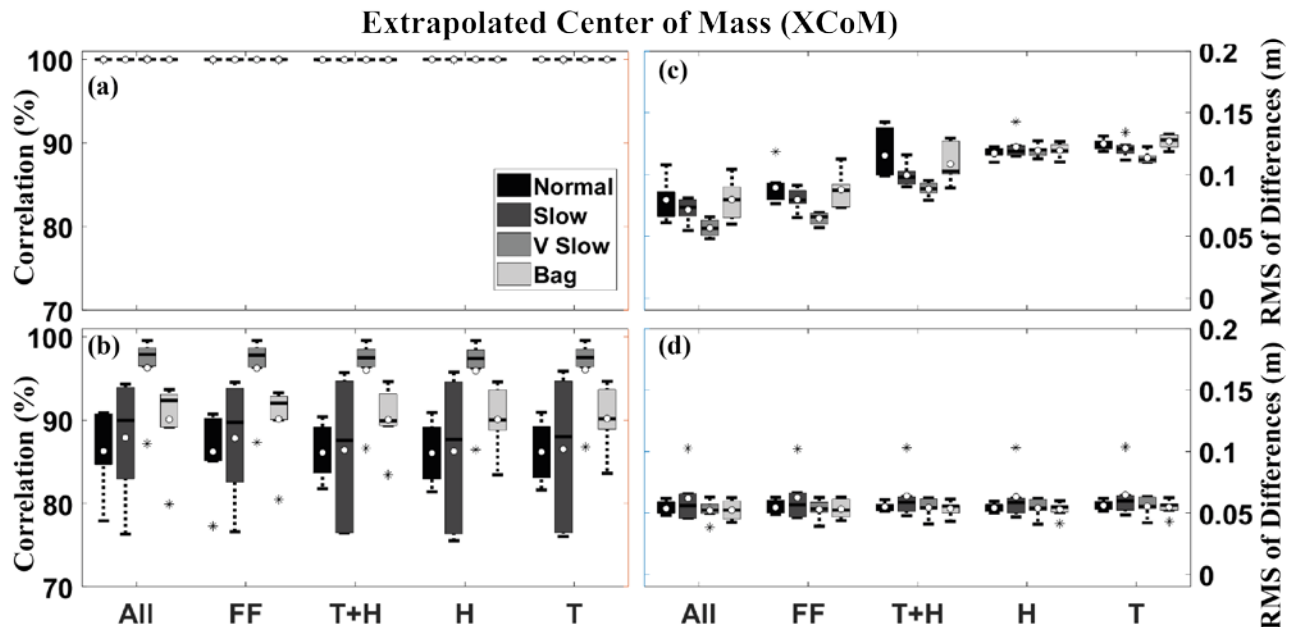 Extrapolated Center of Mass (XCoM)
100
90
80
70
Correlation (%)
(a)
Normal
Slow
V Slow
Bag
(c)
0.2
0.15
0.1
0.05
0
RMS of Differences (m)
100
90
80
70
Correlation (%)
(b)
(d)
0.2
0.15
0.1
0.05
0
RMS of Differences (m)
All FF T+H H T
All FF T+H H T